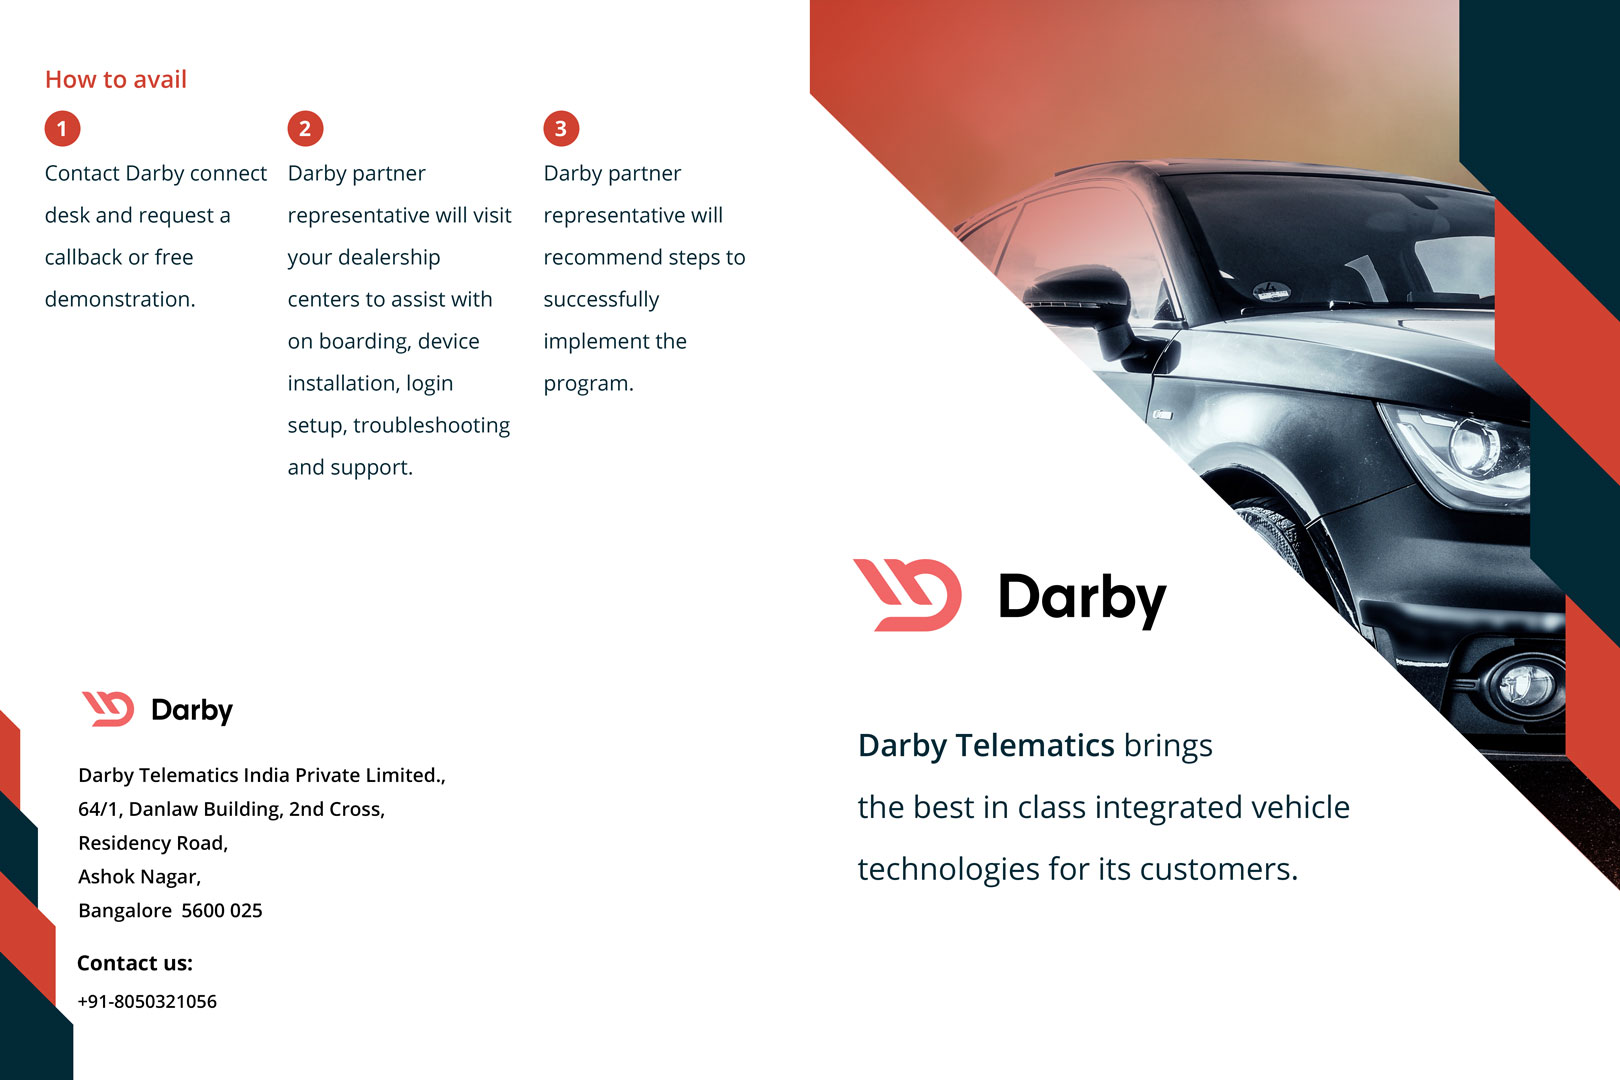 How to avail
1
Contact Darby connect
desk and request a
callback or free
demonstration.
2
Darby partner
representative will visit
your dealership
centers to assist with
on boarding, device
installation, login
setup, troubleshooting
and support.
3
Darby partner
representative will
recommend steps to
successfully
implement the
program.
Darby
Darby Telematics India Private Limited.,
64/1, Danlaw Building, 2nd Cross,
Residency Road,
Ashok Nagar,
Bangalore 5600 025
Contact us:
+91-8050321056
Darby
Darby Telematics brings
the best in class integrated vehicle
technologies for its customers.